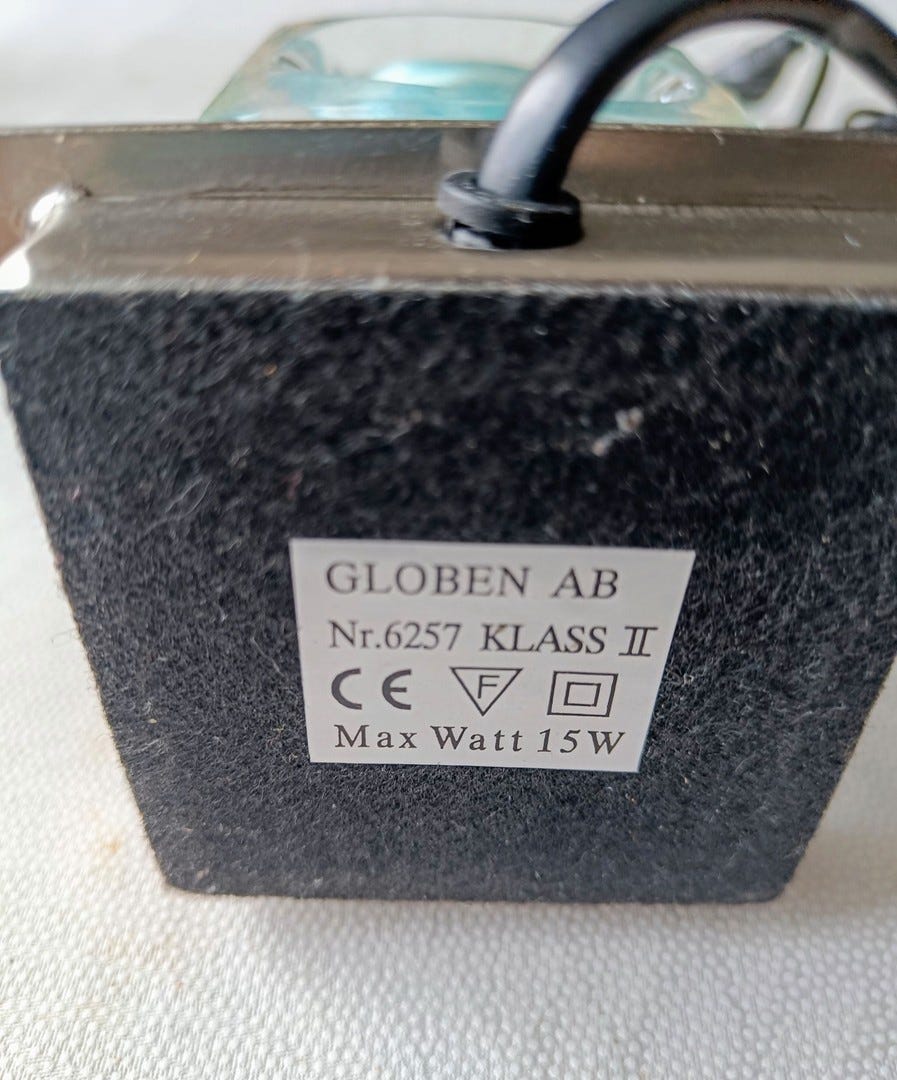 GLOBEN AB
Nr.6257 KLASS II
CE F
Max Watt 15W